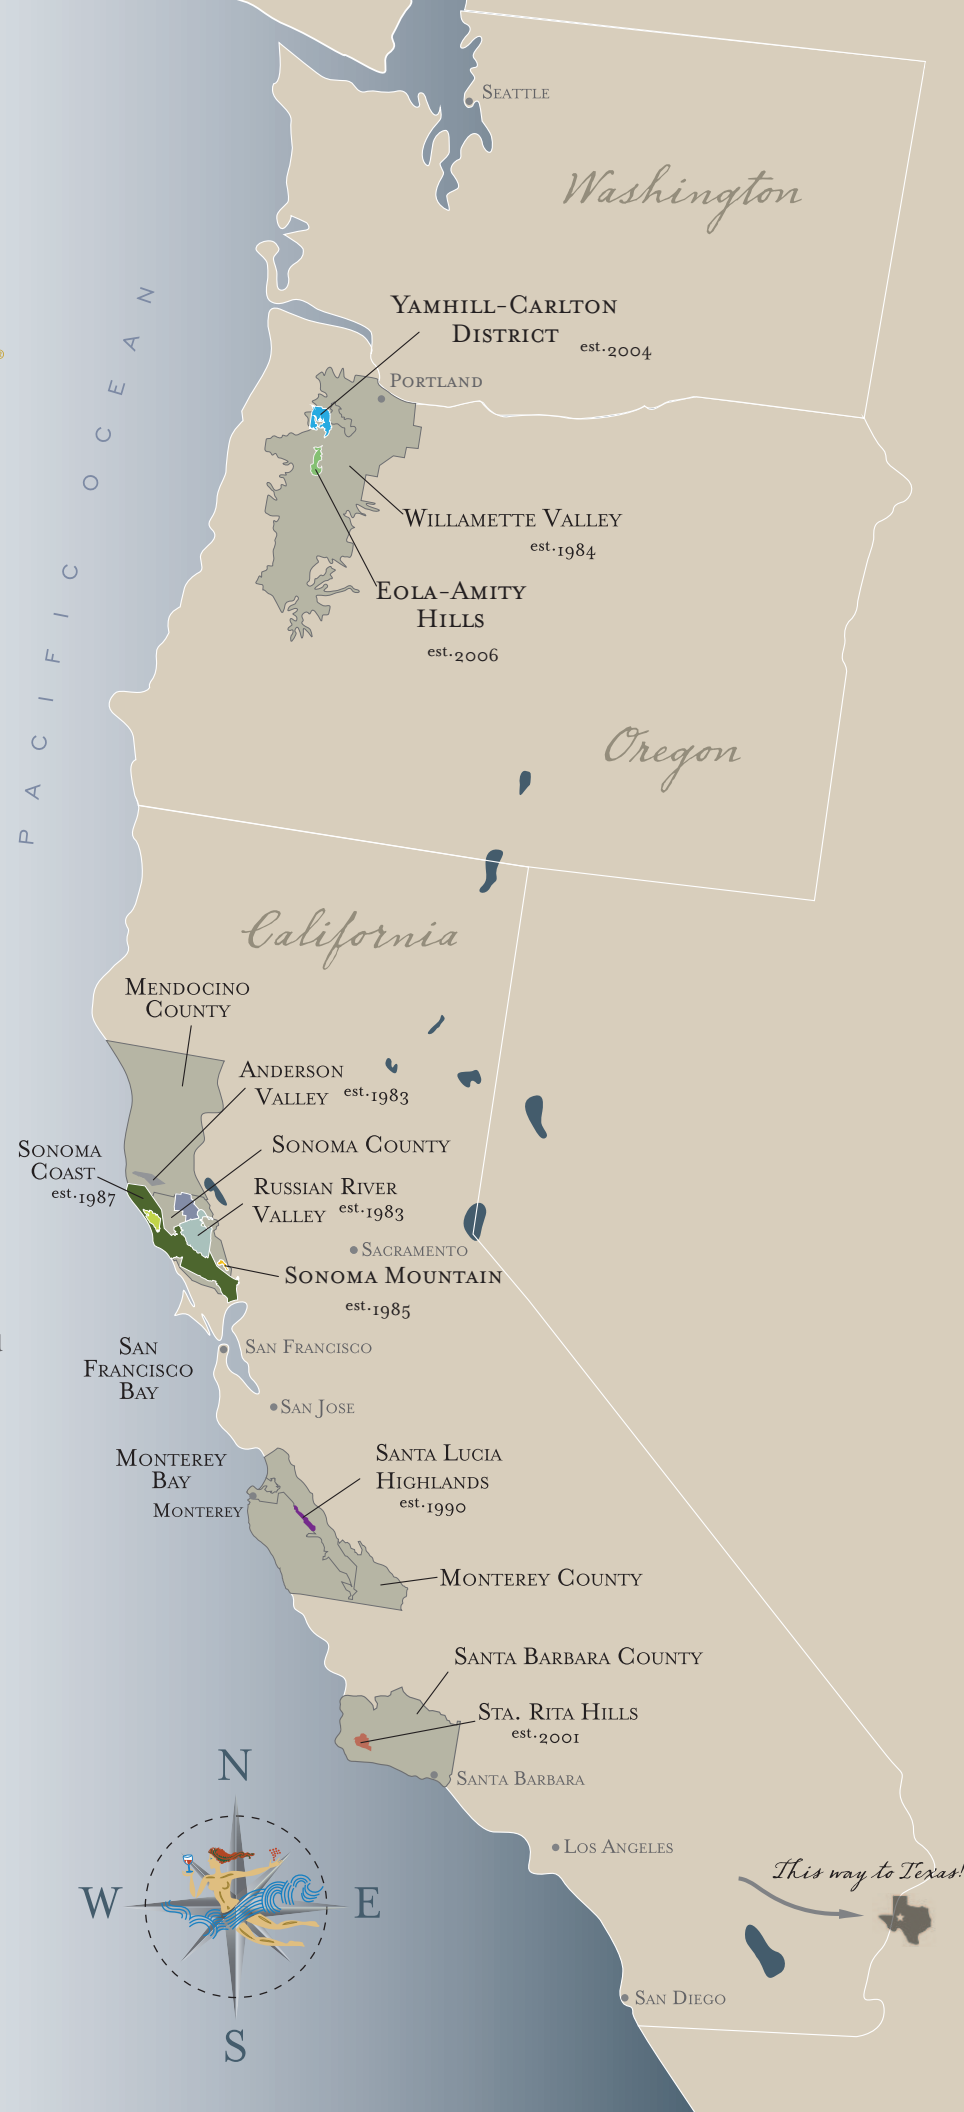 Seattle
Washington
Yamhill-Carlton
District est.2004
Portland
PACIFIC OCEAN
Willamette Valley
est.1984
Eola-Amity
Hills
est.2006
Oregon
California
Mendocino
County
Anderson
Valley est.1983
Sonoma County
Sonoma
Coast
est.1987
Russian River
Valley est.1983
Sacramento
Sonoma Mountain
est.1985
San
Francisco
Bay
San Francisco
San Jose
Monterey
Bay
Monterey
Santa Lucia
Highlands
est.1990
Monterey County
Santa Barbara County
Sta. Rita Hills
est.2001
Santa Barbara
N
W
E
S
Los Angeles
This way to Texas!
San Diego